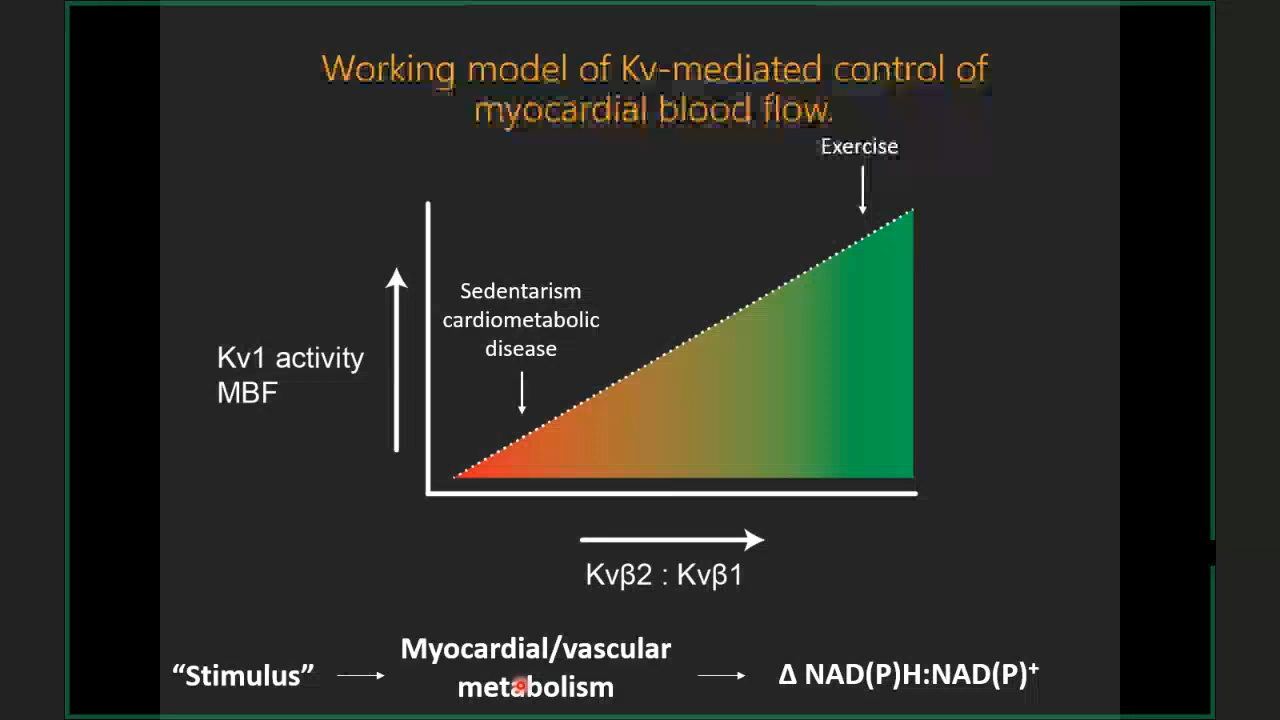 Working model of Kv-mediated control of
myocardial blood flow.
Exercise
Sedentarism
cardiometabolic
disease
Kv1 activity
MBF
Kvβ2 : Kvβ1
“Stimulus”
Myocardial/vascular
metabolism
Δ NAD(P)H:NAD(P)⁺